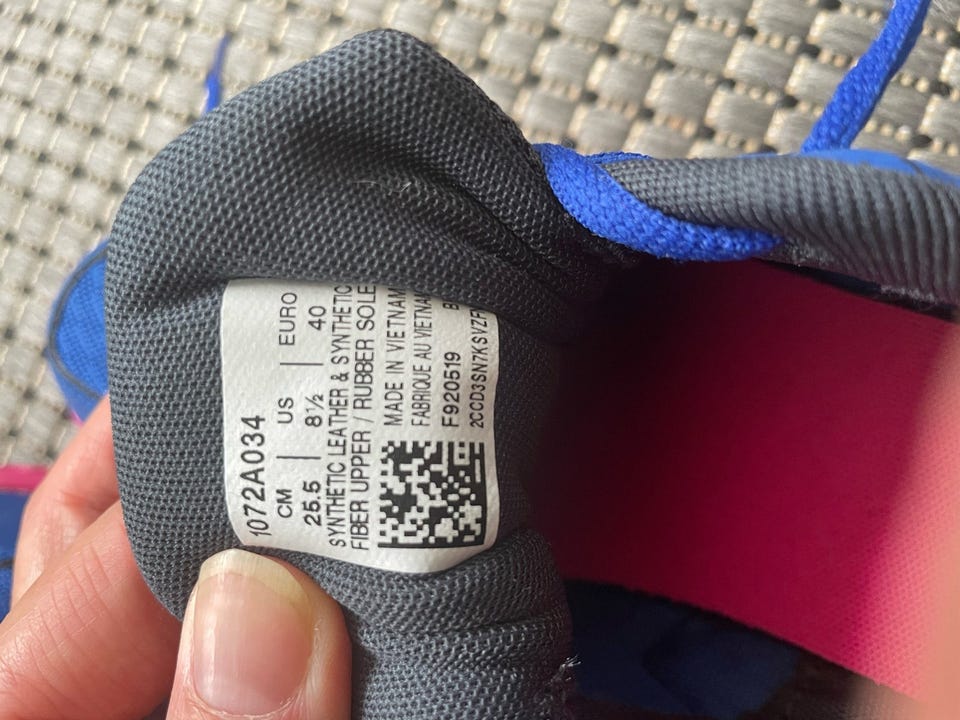 1072A034
CM | US | EURO
25.5 | 8½ | 40
SYNTHETIC LEATHER & SYNTHETIC
FIBER UPPER / RUBBER SOLE
MADE IN VIETNAM
FABRIQUE AU VIETNAM
F920519
2CCD3SN7KSVZF